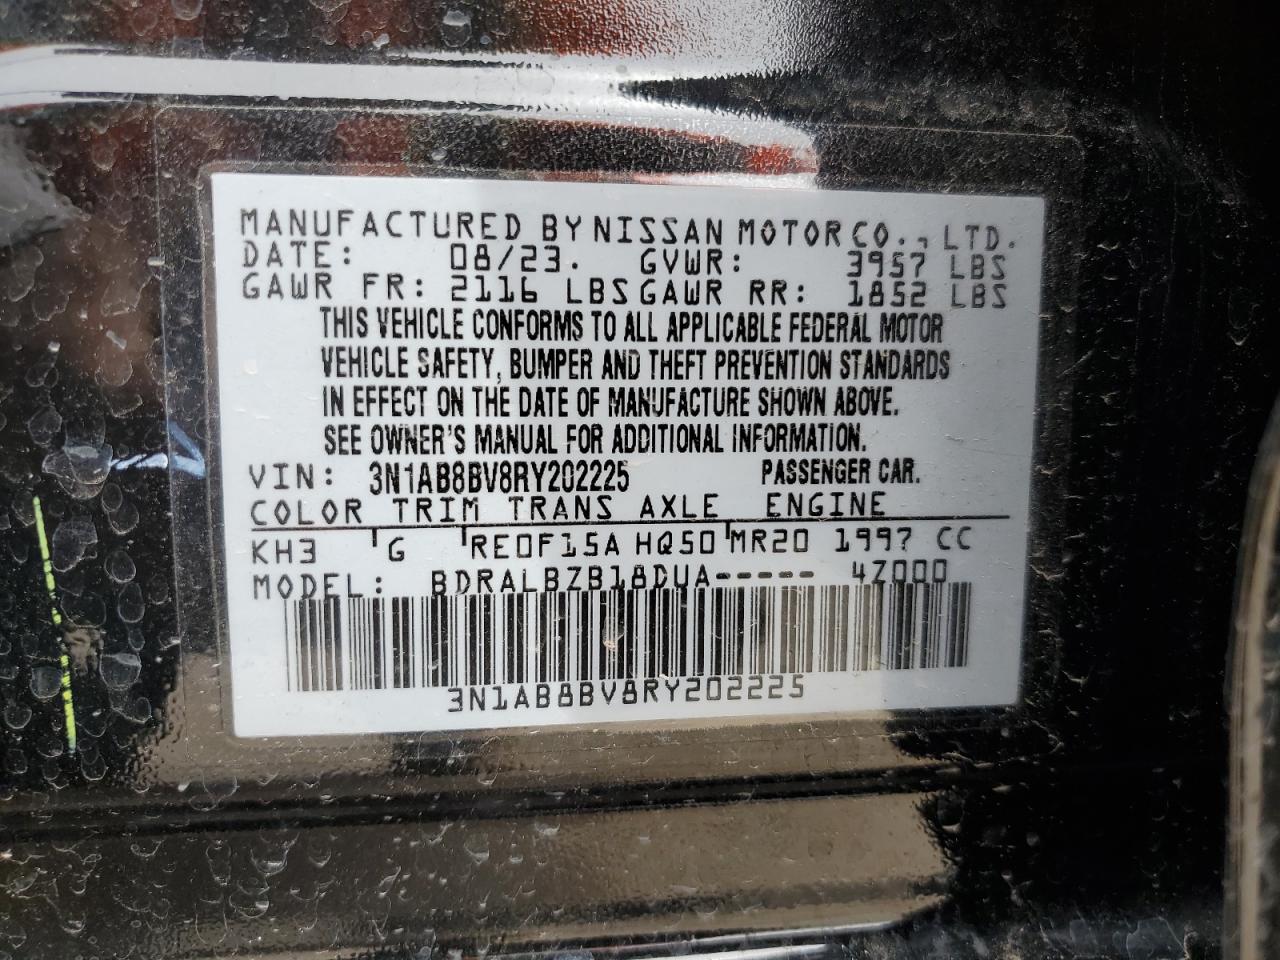 MANUFACTURED BY NISSAN MOTOR CO., LTD.
DATE: 08/23. GVWR: 3957 LBS
GAWR FR: 2116 LBS GAWR RR: 1852 LBS
THIS VEHICLE CONFORMS TO ALL APPLICABLE FEDERAL MOTOR
VEHICLE SAFETY, BUMPER AND THEFT PREVENTION STANDARDS
IN EFFECT ON THE DATE OF MANUFACTURE SHOWN ABOVE.
SEE OWNER'S MANUAL FOR ADDITIONAL INFORMATION.
VIN: 3N1AB8BV8RY202225 PASSENGER CAR.
COLOR TRIM TRANS AXLE ENGINE
KH3 G RE0F15A HQ50 MR20 1997 CC
MODEL: BDRALBZB18DUA----- 4Z000
3N1AB8BV8RY202225